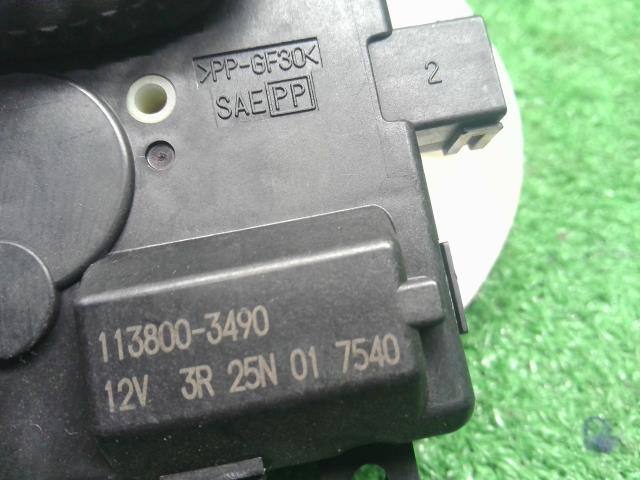 >PP-GF30<
SAE PP
2
113800-3490
12V 3R 25N 01 7540